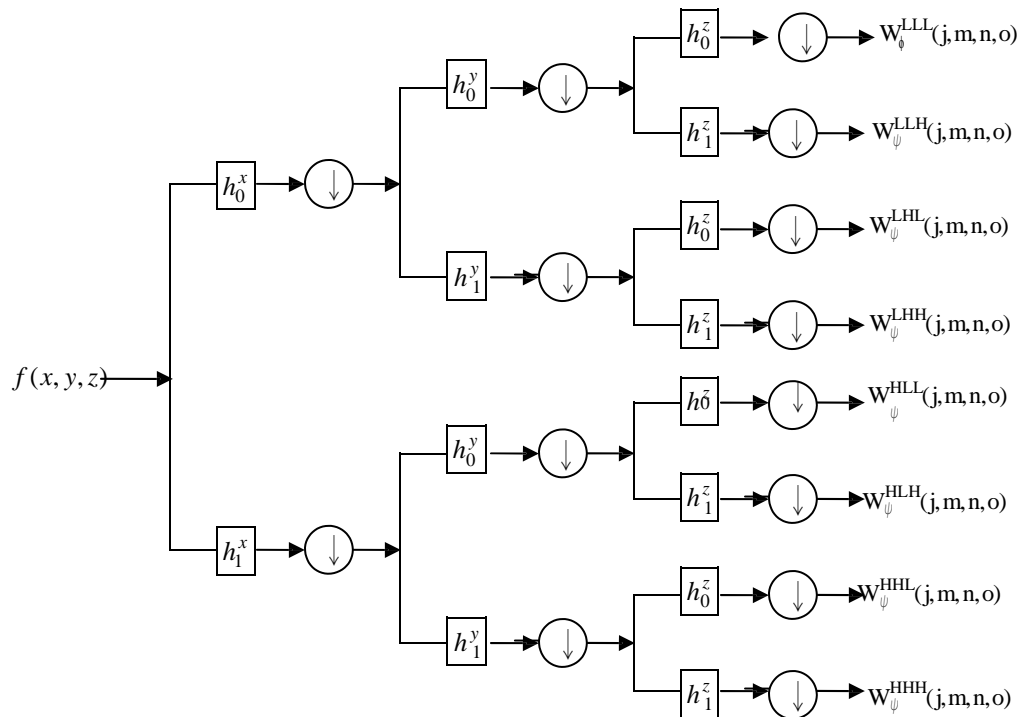 h_0^z
W_ϕ^{LLL}(j,m,n,o)
h_0^y
↓
↓
h_1^z
↓
W_ψ^{LLH}(j,m,n,o)
h_0^x
↓
h_0^z
↓
W_ψ^{LHL}(j,m,n,o)
h_1^y
↓
h_1^z
↓
W_ψ^{LHH}(j,m,n,o)
f(x, y, z)
h_0^z
↓
W_ψ^{HLL}(j,m,n,o)
h_0^y
↓
h_1^z
↓
W_ψ^{HLH}(j,m,n,o)
h_1^x
↓
h_0^z
↓
W_ψ^{HHL}(j,m,n,o)
h_1^y
↓
h_1^z
↓
W_ψ^{HHH}(j,m,n,o)